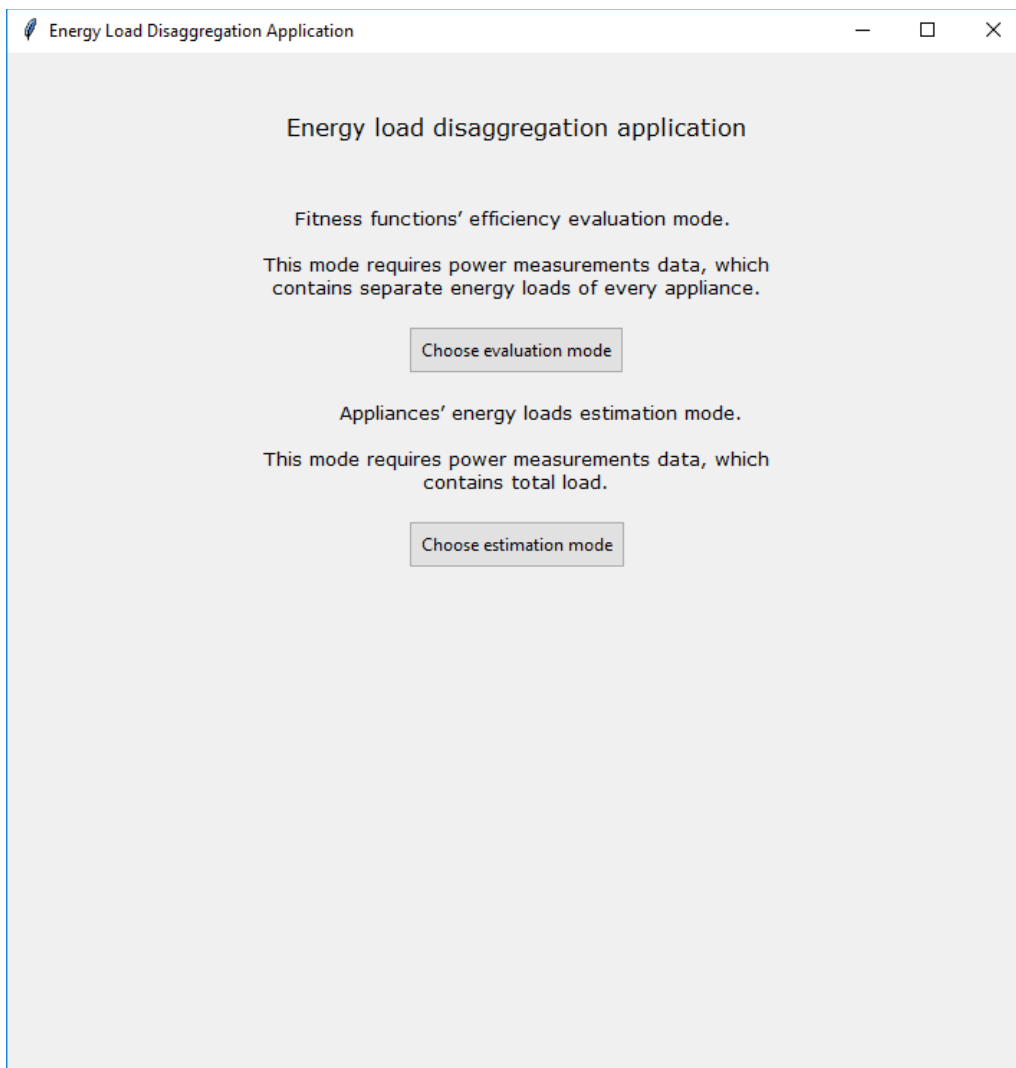 Energy Load Disaggregation Application
Energy load disaggregation application
Fitness functions’ efficiency evaluation mode.
This mode requires power measurements data, which
contains separate energy loads of every appliance.
Choose evaluation mode
Appliances’ energy loads estimation mode.
This mode requires power measurements data, which
contains total load.
Choose estimation mode